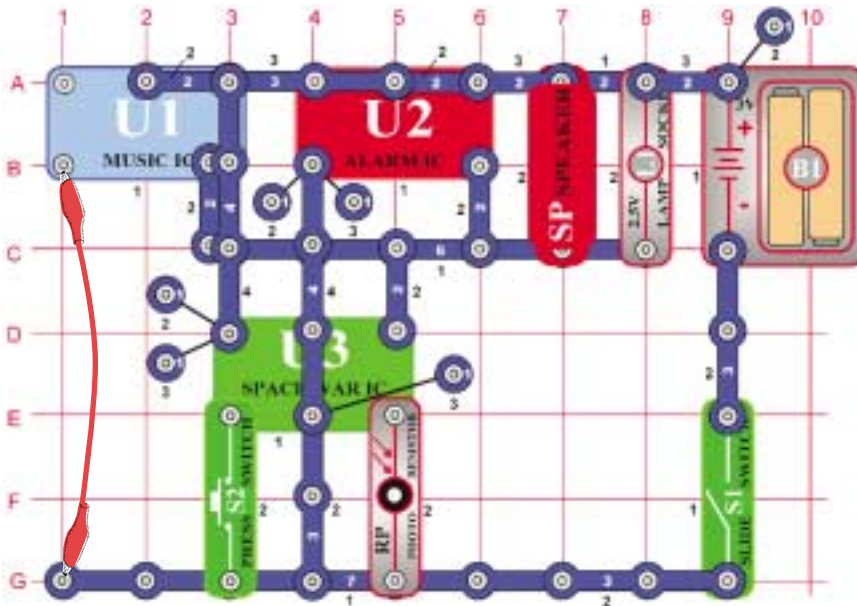 1 2 3 4 5 6 7 8 9 10
A
B
C
D
E
F
G
U1
MUSIC IC
U2
ALARM IC
U3
SPACE WAR IC
SP SPEAKER
2.5V LAMP SOCKET
3V
+
-
B1
S2
PRESS SWITCH
RP
PHOTO RESISTOR
S1
SLIDE SWITCH